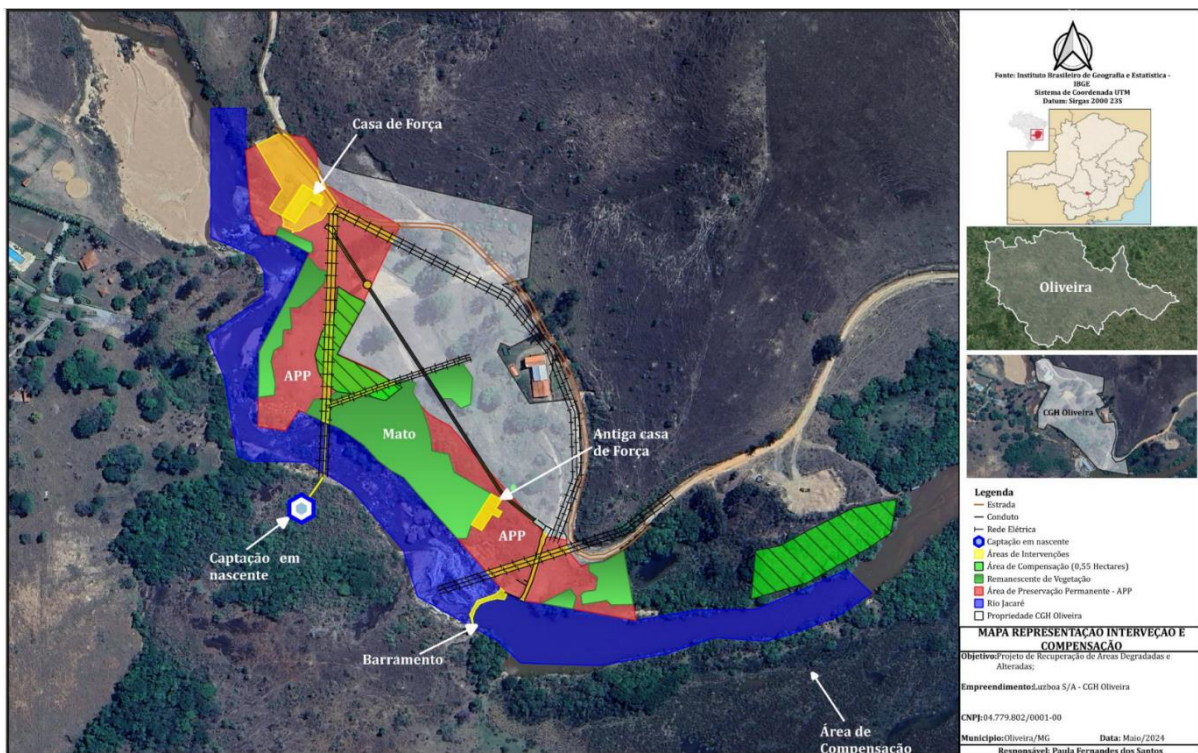 Casa de Força
APP
Mato
Antiga casa
de Força
APP
Captação em
nascente
Barramento
Área de
Compensação
Fonte: Instituto Brasileiro de Geografia e Estatística -
IBGE
Sistema de Coordenada UTM
Datum: Sirgas 2000 23S
Oliveira
CGH Oliveira
Legenda
Estrada
Conduto
Rede Elétrica
Captação em nascente
Áreas de Intervenções
Área de Compensação (0,55 Hectares)
Remanescente de Vegetação
Área de Preservação Permanente - APP
Rio Jacaré
Propriedade CGH Oliveira
MAPA REPRESENTAÇÃO INTERVEÇÃO E
COMPENSAÇÃO
Objetivo:Projeto de Recuperação de Áreas Degradadas e
Alteradas;
Empreendimento:Luzboa S/A - CGH Oliveira
CNPJ:04.779.802/0001-00
Municipio:Oliveira/MG Data: Maio/2024
Responsável: Paula Fernandes dos Santos